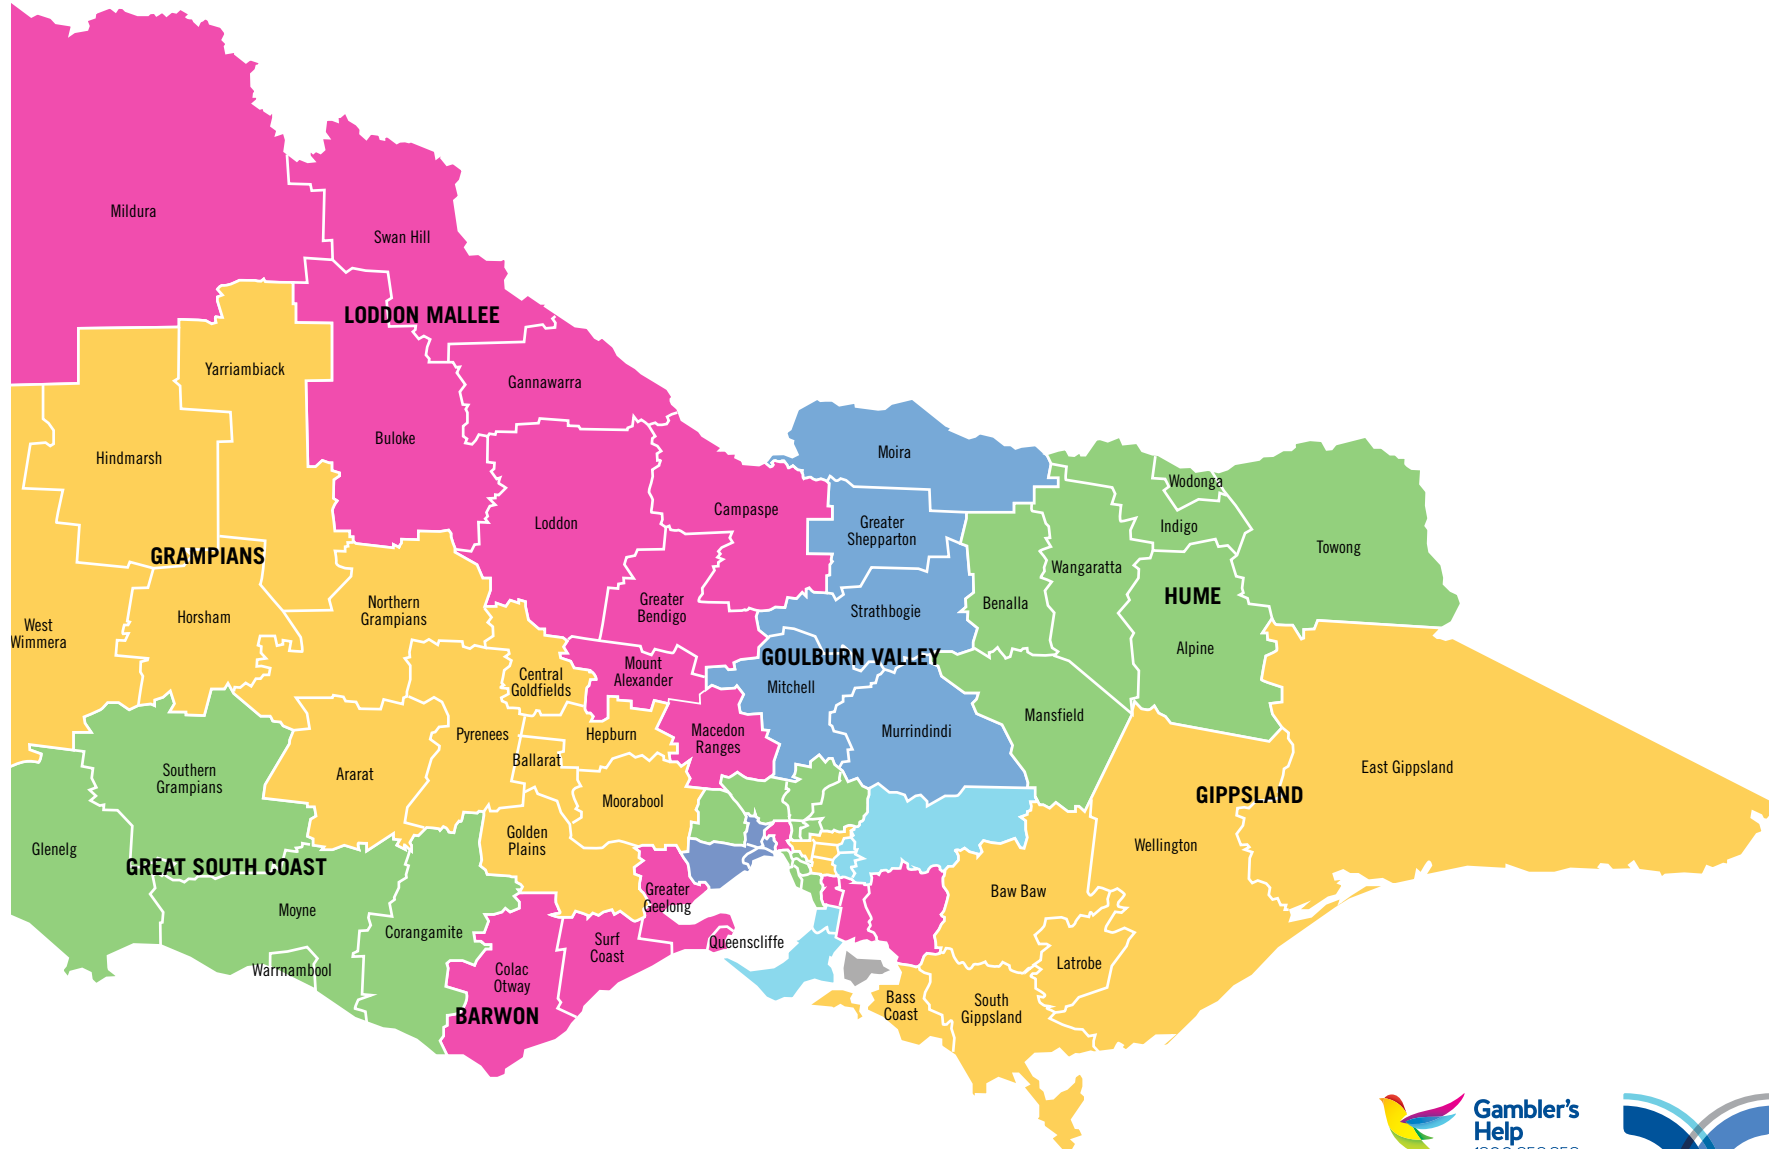 Mildura
Swan Hill
LODDON MALLEE
Yarriambiack
Gannawarra
Buloke
Hindmarsh
Moira
Wodonga
Campaspe
Loddon
Greater
Shepparton
Indigo
Towong
GRAMPIANS
Wangaratta
HUME
Northern
Grampians
Greater
Bendigo
Strathbogie
Benalla
Horsham
West
Wimmera
Alpine
GOULBURN VALLEY
Mount
Alexander
Central
Goldfields
Mitchell
Mansfield
Pyrenees
Hepburn
Macedon
Ranges
Murrindindi
Ballarat
East Gippsland
Southern
Grampians
Ararat
GIPPSLAND
Moorabool
Golden
Plains
Wellington
Glenelg
GREAT SOUTH COAST
Greater
Geelong
Baw Baw
Moyne
Corangamite
Surf
Coast
Queenscliffe
Warrnambool
Colac
Otway
Latrobe
Bass
Coast
South
Gippsland
BARWON
Gambler's
Help